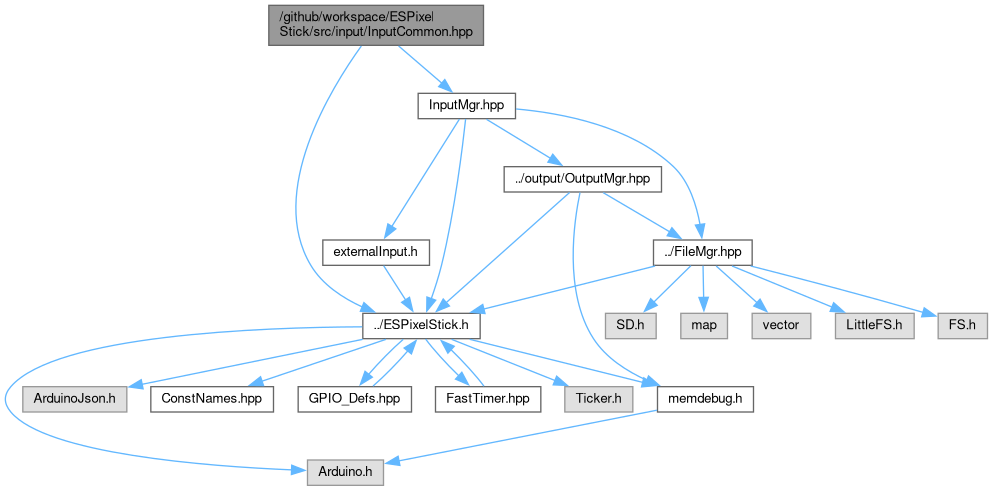 /github/workspace/ESPixel
Stick/src/input/InputCommon.hpp
InputMgr.hpp
../output/OutputMgr.hpp
externalInput.h
../FileMgr.hpp
../ESPixelStick.h
SD.h
map
vector
LittleFS.h
FS.h
ArduinoJson.h
ConstNames.hpp
GPIO_Defs.hpp
FastTimer.hpp
Ticker.h
memdebug.h
Arduino.h